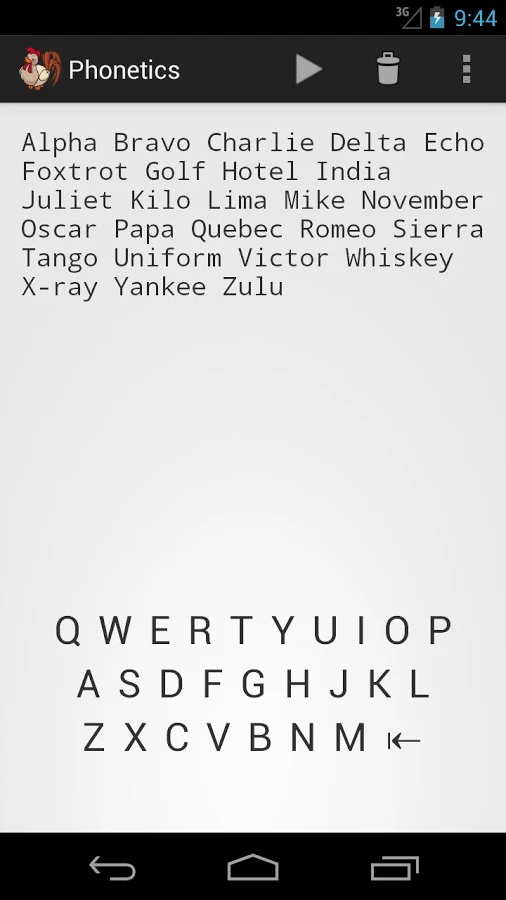 3G 9:44
Phonetics
Alpha Bravo Charlie Delta Echo
Foxtrot Golf Hotel India
Juliet Kilo Lima Mike November
Oscar Papa Quebec Romeo Sierra
Tango Uniform Victor Whiskey
X-ray Yankee Zulu
Q W E R T Y U I O P
A S D F G H J K L
Z X C V B N M